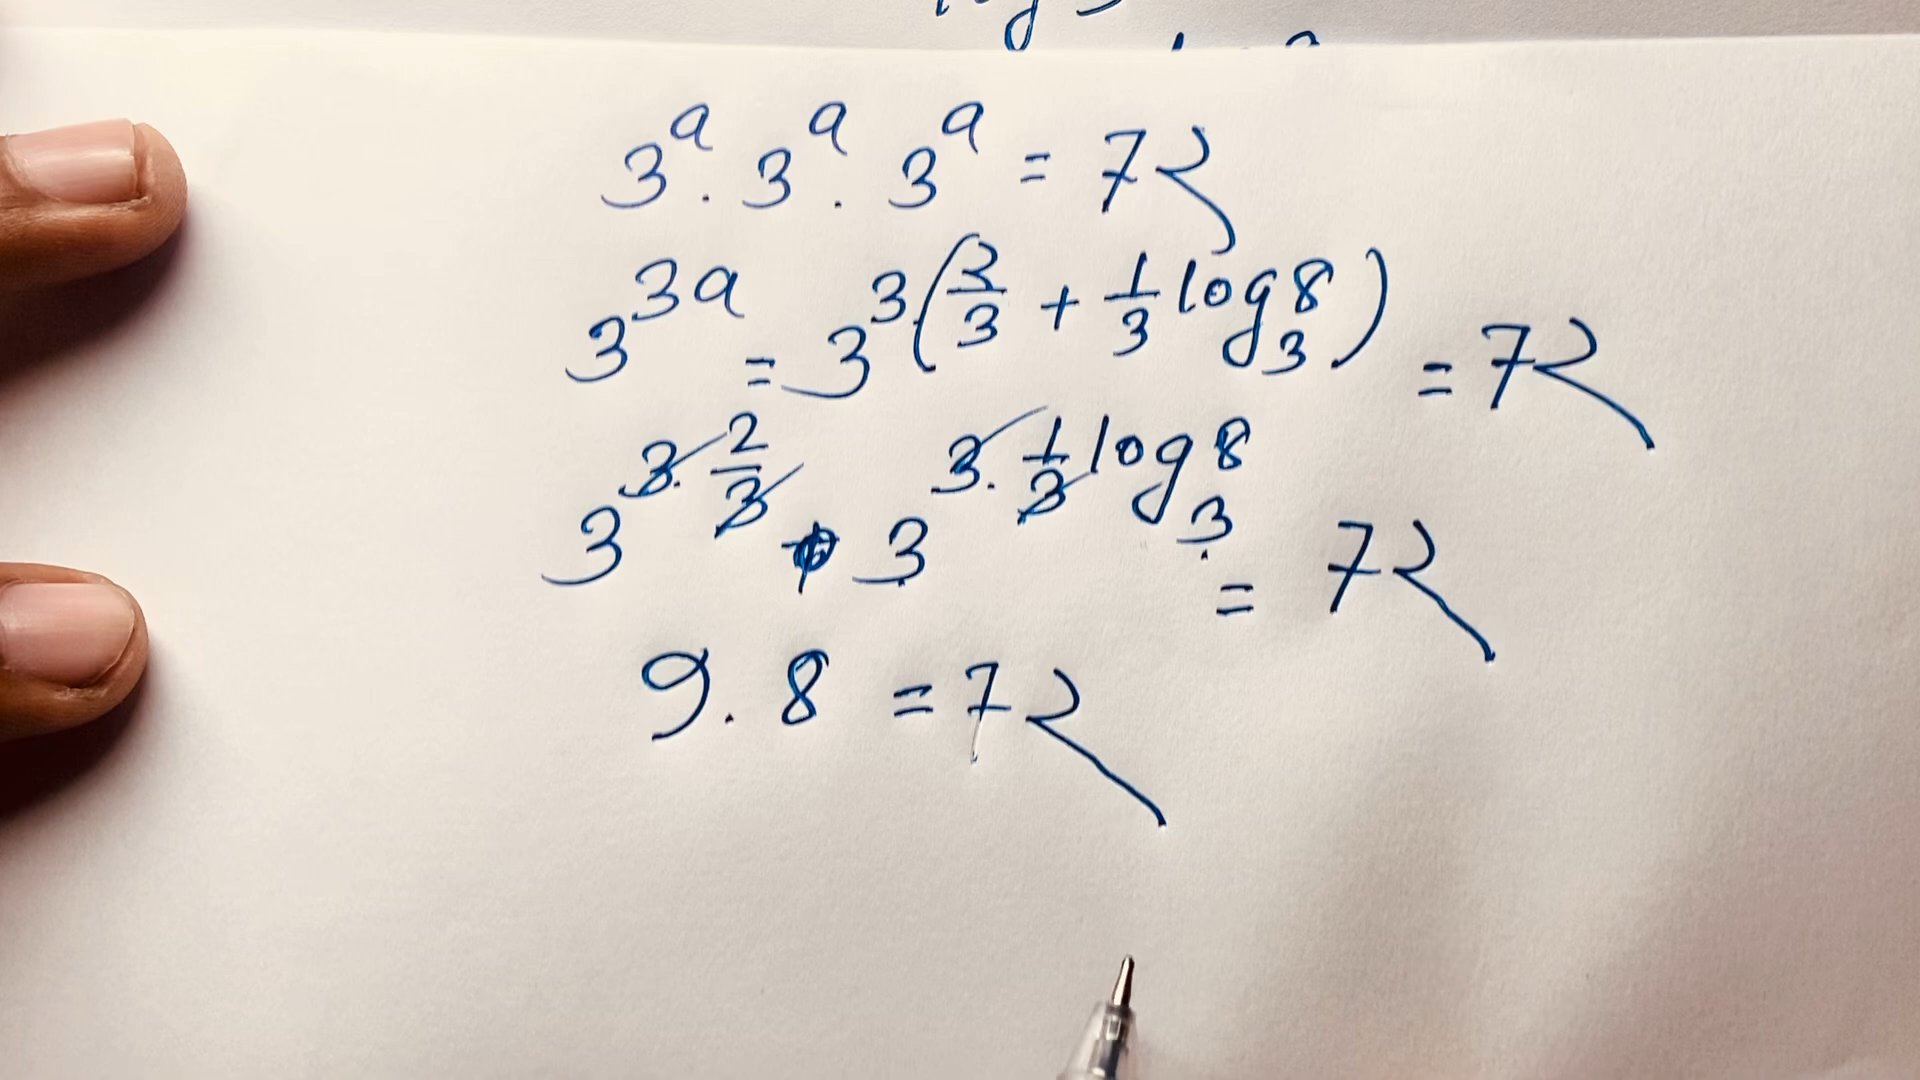 3^a . 3^a . 3^a = 72
3^{3a} = 3^{3.(2/3 + 1/3 log_3 8)} = 72
3^{3. 2/3} . 3^{3. 1/3 log_3 8} = 72
9 . 8 = 72